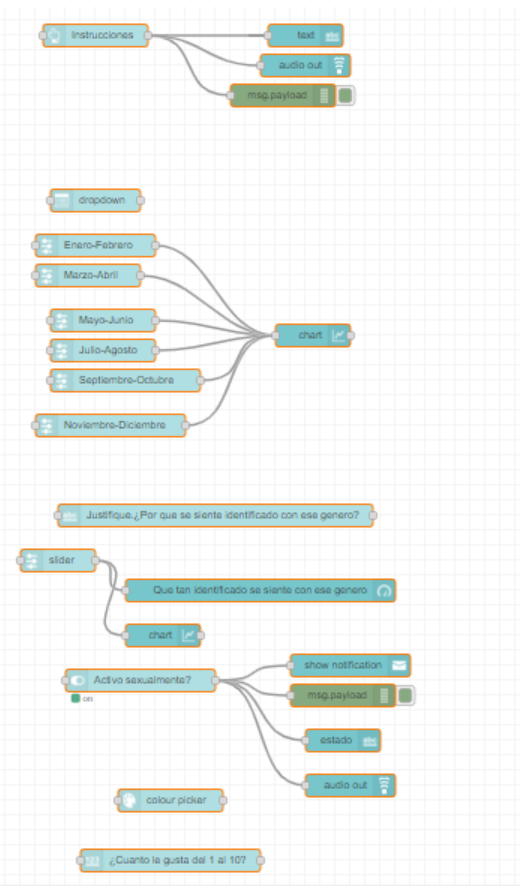 Instrucciones
text
audio out
msg.payload
dropdown
Enero-Febrero
Marzo-Abril
Mayo-Junio
chart
Julio-Agosto
Septiembre-Octubre
Noviembre-Diciembre
Justifique.¿Por que se siente identificado con ese genero?
slider
Que tan identificado se siente con ese genero
chart
show notification
Activo sexualmente?
msg.payload
on
estado
audio out
colour picker
¿Cuanto le gusta del 1 al 10?